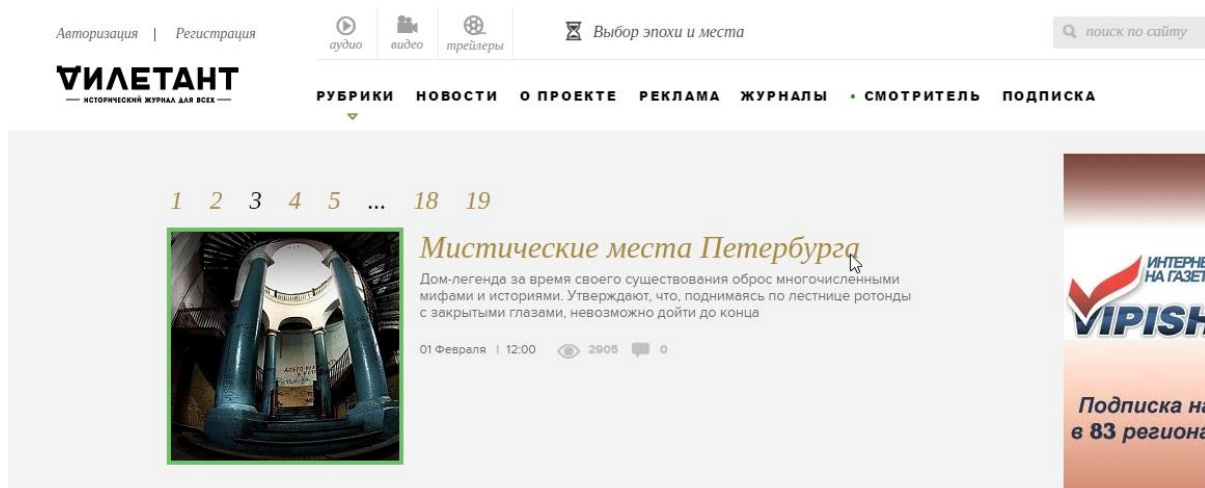 Авторизация | Регистрация
аудио видео трейлеры
Выбор эпохи и места
поиск по сайту
ДИЛЕТАНТ
ИСТОРИЧЕСКИЙ ЖУРНАЛ ДЛЯ ВСЕХ
РУБРИКИ НОВОСТИ О ПРОЕКТЕ РЕКЛАМА ЖУРНАЛЫ • СМОТРИТЕЛЬ ПОДПИСКА
1 2 3 4 5 ... 18 19
Мистические места Петербурга
Дом-легенда за время своего существования оброс многочисленными
мифами и историями. Утверждают, что, поднимаясь по лестнице ротонды
с закрытыми глазами, невозможно дойти до конца
01 Февраля | 12:00 2905 0
ИНТЕРНЕ
НА ГАЗЕТ
VIPISH
Подписка на
в 83 региона